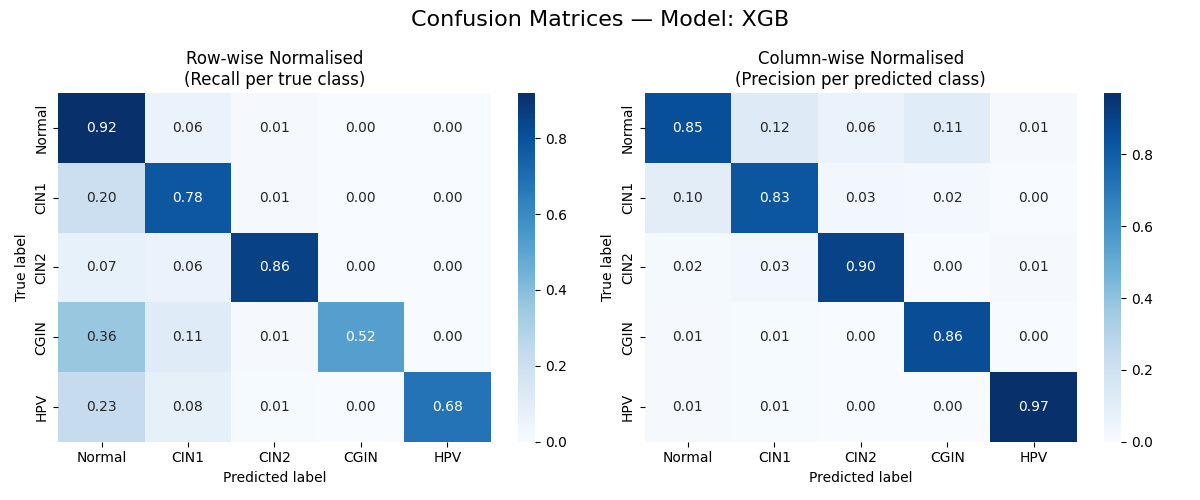 Confusion Matrices — Model: XGB
Row-wise Normalised
(Recall per true class)
True label
Normal 0.92 0.06 0.01 0.00 0.00
CIN1 0.20 0.78 0.01 0.00 0.00
CIN2 0.07 0.06 0.86 0.00 0.00
CGIN 0.36 0.11 0.01 0.52 0.00
HPV 0.23 0.08 0.01 0.00 0.68
Normal CIN1 CIN2 CGIN HPV
Predicted label
0.8
0.6
0.4
0.2
0.0
Column-wise Normalised
(Precision per predicted class)
True label
Normal 0.85 0.12 0.06 0.11 0.01
CIN1 0.10 0.83 0.03 0.02 0.00
CIN2 0.02 0.03 0.90 0.00 0.01
CGIN 0.01 0.01 0.00 0.86 0.00
HPV 0.01 0.01 0.00 0.00 0.97
Normal CIN1 CIN2 CGIN HPV
Predicted label
0.8
0.6
0.4
0.2
0.0